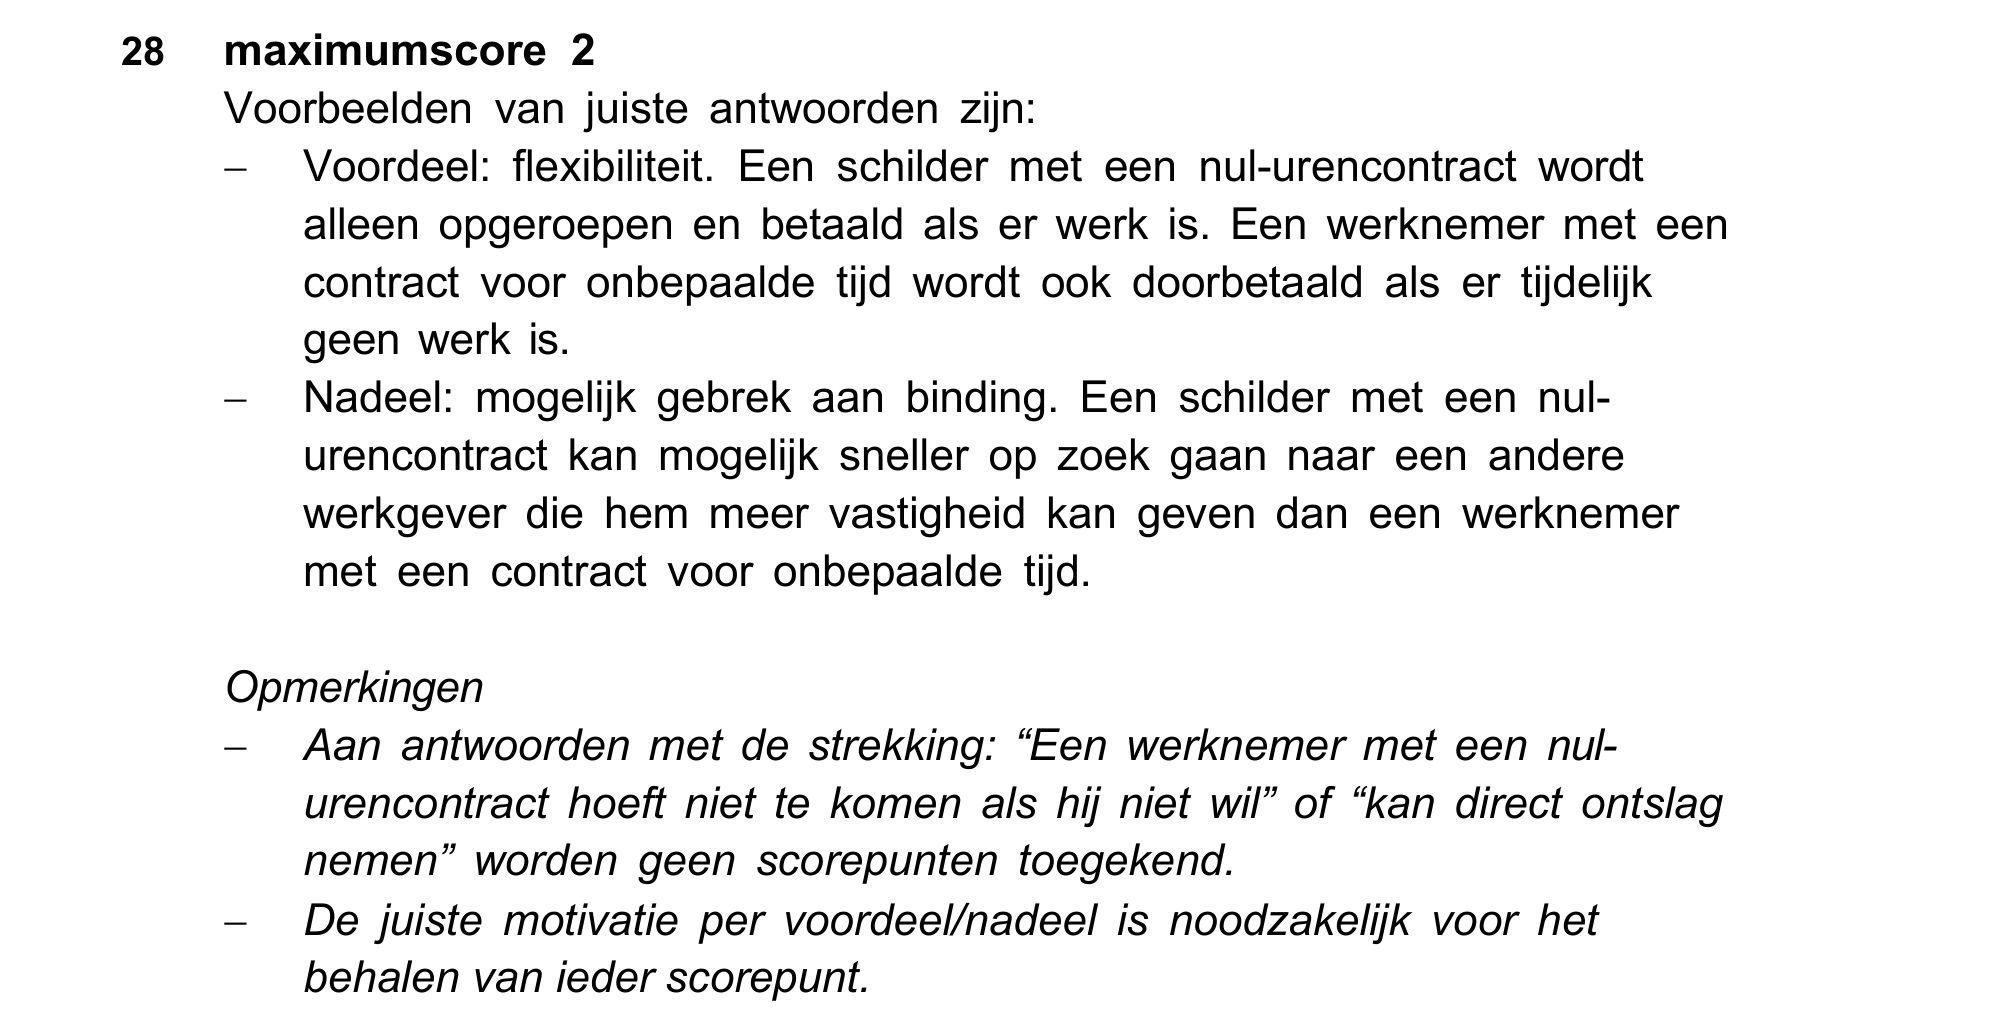 28 maximumscore 2
Voorbeelden van juiste antwoorden zijn:
– Voordeel: flexibiliteit. Een schilder met een nul-urencontract wordt
alleen opgeroepen en betaald als er werk is. Een werknemer met een
contract voor onbepaalde tijd wordt ook doorbetaald als er tijdelijk
geen werk is.
– Nadeel: mogelijk gebrek aan binding. Een schilder met een nul-
urencontract kan mogelijk sneller op zoek gaan naar een andere
werkgever die hem meer vastigheid kan geven dan een werknemer
met een contract voor onbepaalde tijd.
Opmerkingen
– Aan antwoorden met de strekking: “Een werknemer met een nul-
urencontract hoeft niet te komen als hij niet wil” of “kan direct ontslag
nemen” worden geen scorepunten toegekend.
– De juiste motivatie per voordeel/nadeel is noodzakelijk voor het
behalen van ieder scorepunt.